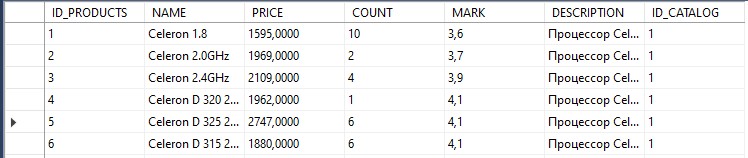 ID_PRODUCTS NAME PRICE COUNT MARK DESCRIPTION ID_CATALOG
1 Celeron 1.8 1595,0000 10 3,6 Процессор Cel... 1
2 Celeron 2.0GHz 1969,0000 2 3,7 Процессор Cel... 1
3 Celeron 2.4GHz 2109,0000 4 3,9 Процессор Cel... 1
4 Celeron D 320 2... 1962,0000 1 4,1 Процессор Cel... 1
5 Celeron D 325 2... 2747,0000 6 4,1 Процессор Cel... 1
6 Celeron D 315 2... 1880,0000 6 4,1 Процессор Cel... 1